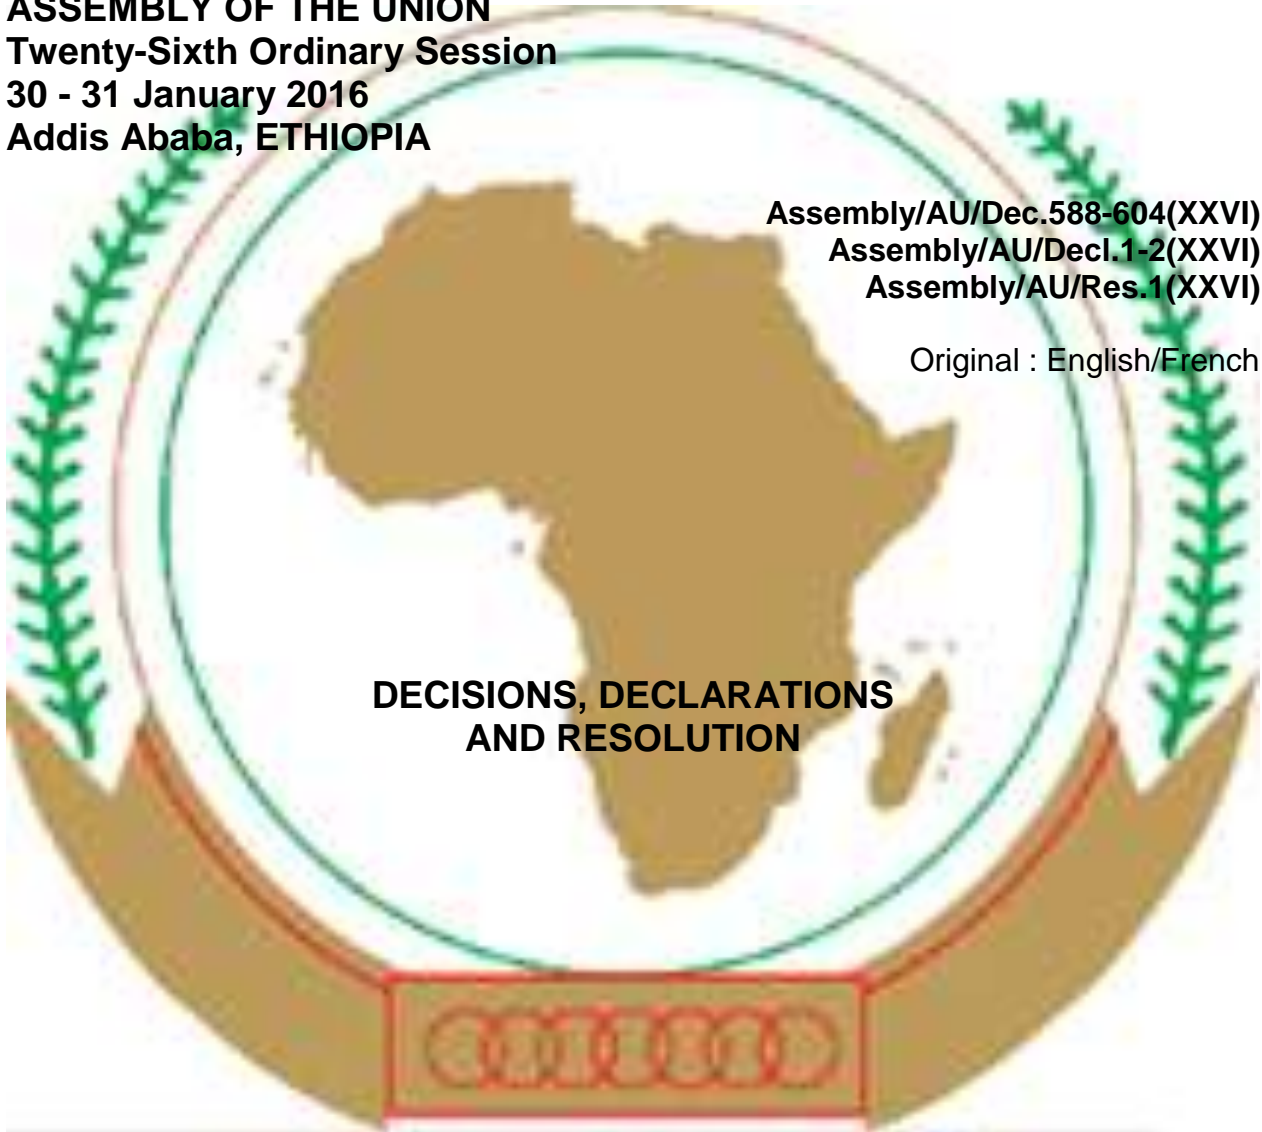 ASSEMBLY OF THE UNION
Twenty-Sixth Ordinary Session
30 - 31 January 2016
Addis Ababa, ETHIOPIA
Assembly/AU/Dec.588-604(XXVI)
Assembly/AU/Decl.1-2(XXVI)
Assembly/AU/Res.1(XXVI)
Original : English/French
DECISIONS, DECLARATIONS
AND RESOLUTION